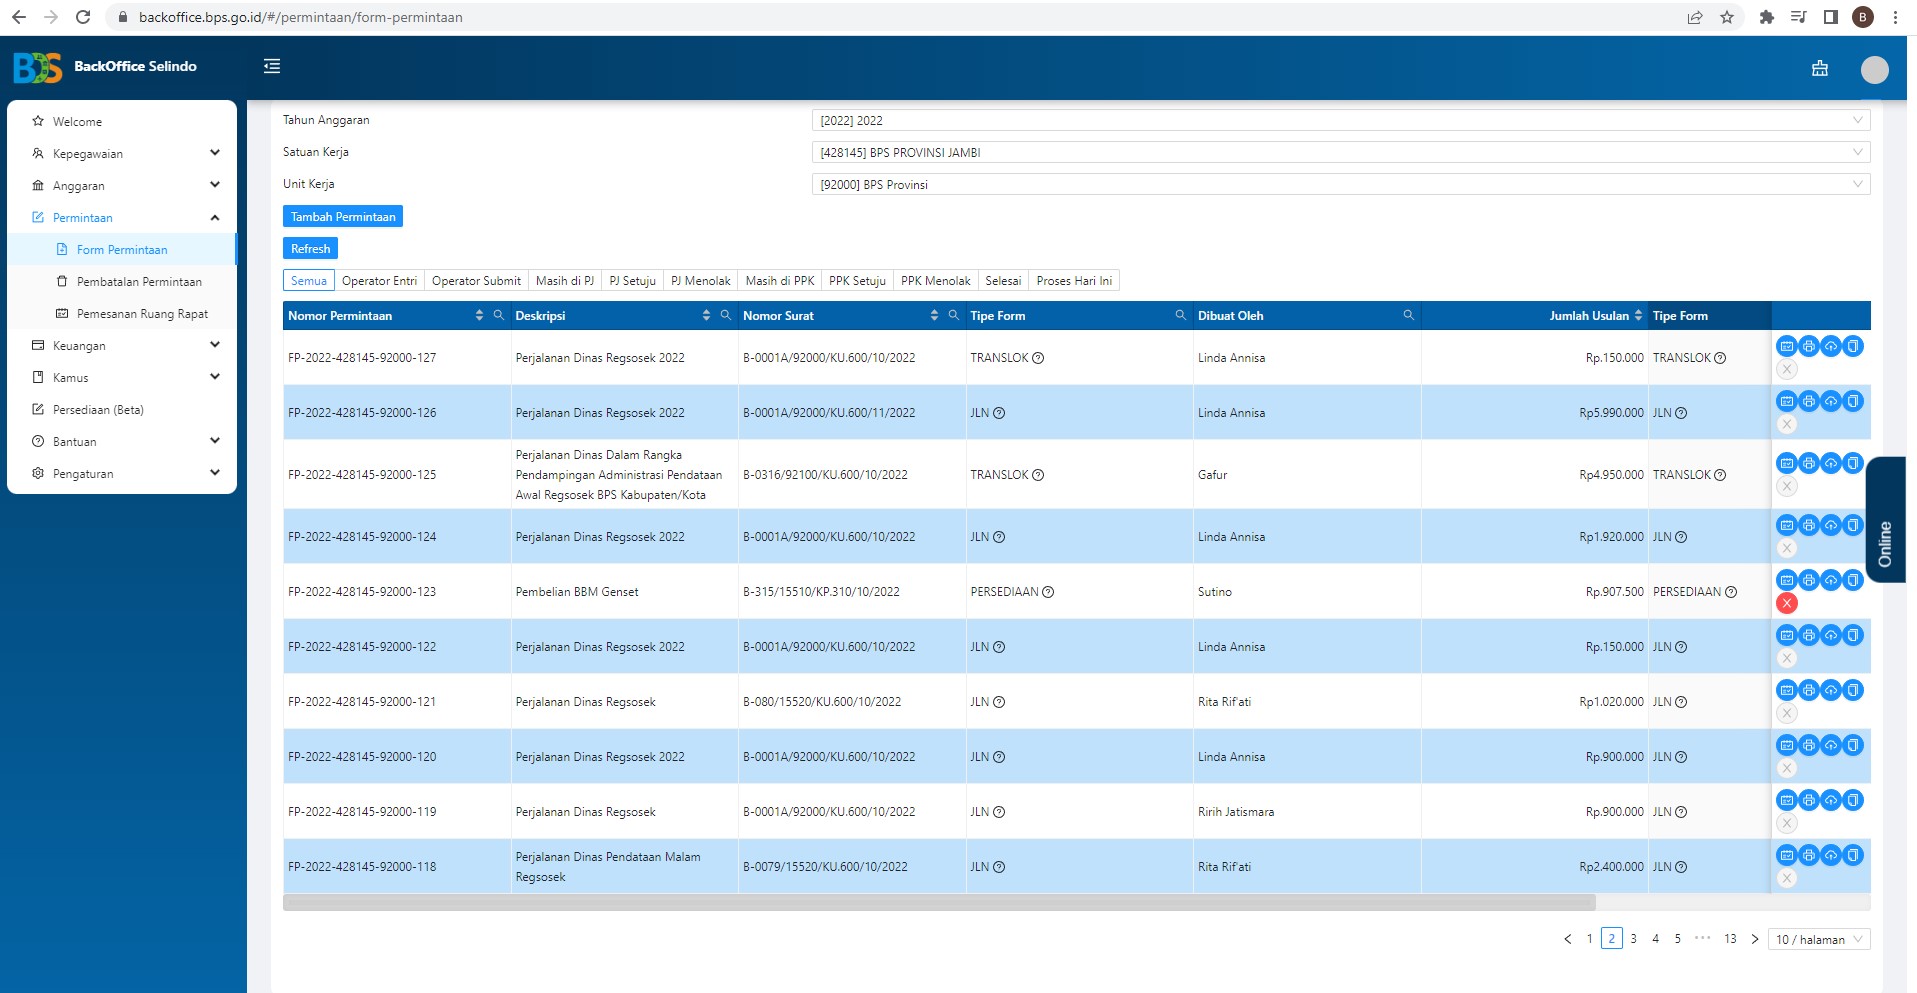 backoffice.bps.go.id/#/permintaan/form-permintaan
B
BackOffice Selindo
Welcome
Kepegawaian
Anggaran
Permintaan
Form Permintaan
Pembatalan Permintaan
Pemesanan Ruang Rapat
Keuangan
Kamus
Persediaan (Beta)
Bantuan
Pengaturan
Tahun Anggaran [2022] 2022
Satuan Kerja [428145] BPS PROVINSI JAMBI
Unit Kerja [92000] BPS Provinsi
Tambah Permintaan
Refresh
Semua Operator Entri Operator Submit Masih di PJ PJ Setuju PJ Menolak Masih di PPK PPK Setuju PPK Menolak Selesai Proses Hari Ini
Nomor Permintaan Deskripsi Nomor Surat Tipe Form Dibuat Oleh Jumlah Usulan Tipe Form
FP-2022-428145-92000-127 Perjalanan Dinas Regsosek 2022 B-0001A/92000/KU.600/10/2022 TRANSLOK Linda Annisa Rp.150.000 TRANSLOK
FP-2022-428145-92000-126 Perjalanan Dinas Regsosek 2022 B-0001A/92000/KU.600/11/2022 JLN Linda Annisa Rp5.990.000 JLN
Perjalanan Dinas Dalam Rangka
FP-2022-428145-92000-125 Pendampingan Administrasi Pendataan B-0316/92100/KU.600/10/2022 TRANSLOK Gafur Rp4.950.000 TRANSLOK
Awal Regsosek BPS Kabupaten/Kota
FP-2022-428145-92000-124 Perjalanan Dinas Regsosek 2022 B-0001A/92000/KU.600/10/2022 JLN Linda Annisa Rp1.920.000 JLN
FP-2022-428145-92000-123 Pembelian BBM Genset B-315/15510/KP.310/10/2022 PERSEDIAAN Sutino Rp.907.500 PERSEDIAAN
FP-2022-428145-92000-122 Perjalanan Dinas Regsosek 2022 B-0001A/92000/KU.600/10/2022 JLN Linda Annisa Rp.150.000 JLN
FP-2022-428145-92000-121 Perjalanan Dinas Regsosek B-080/15520/KU.600/10/2022 JLN Rita Rif'ati Rp1.020.000 JLN
FP-2022-428145-92000-120 Perjalanan Dinas Regsosek 2022 B-0001A/92000/KU.600/10/2022 JLN Linda Annisa Rp.900.000 JLN
FP-2022-428145-92000-119 Perjalanan Dinas Regsosek B-0001A/92000/KU.600/10/2022 JLN Ririh Jatismara Rp.900.000 JLN
Perjalanan Dinas Pendataan Malam
FP-2022-428145-92000-118 Regsosek B-0079/15520/KU.600/10/2022 JLN Rita Rif'ati Rp2.400.000 JLN
Online
< 1 2 3 4 5 ••• 13 > 10 / halaman